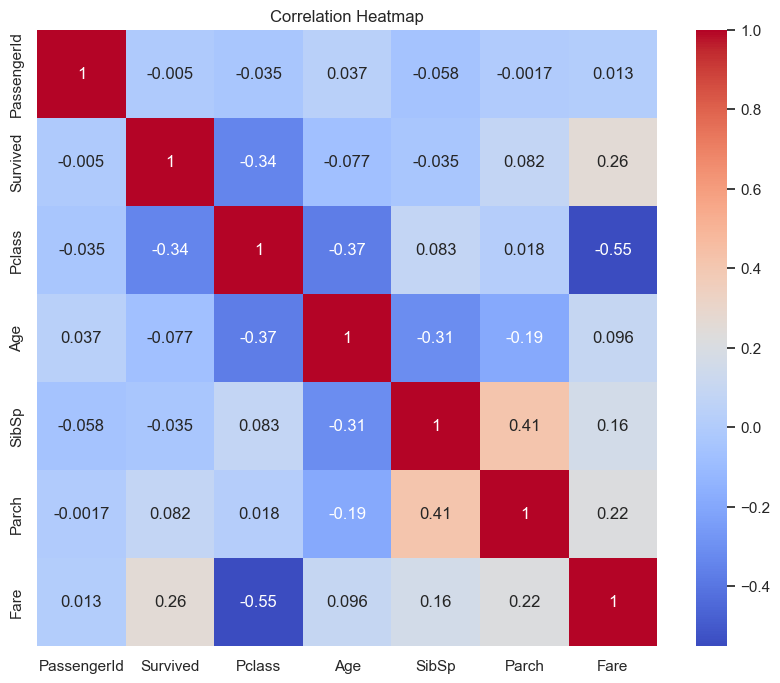 Correlation Heatmap
PassengerId 1 -0.005 -0.035 0.037 -0.058 -0.0017 0.013
Survived -0.005 1 -0.34 -0.077 -0.035 0.082 0.26
Pclass -0.035 -0.34 1 -0.37 0.083 0.018 -0.55
Age 0.037 -0.077 -0.37 1 -0.31 -0.19 0.096
SibSp -0.058 -0.035 0.083 -0.31 1 0.41 0.16
Parch -0.0017 0.082 0.018 -0.19 0.41 1 0.22
Fare 0.013 0.26 -0.55 0.096 0.16 0.22 1
PassengerId Survived Pclass Age SibSp Parch Fare
1.0
0.8
0.6
0.4
0.2
0.0
−0.2
−0.4